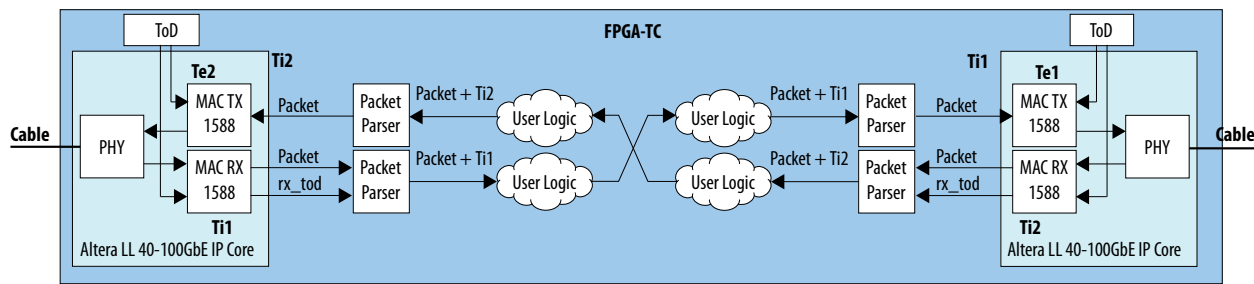 FPGA-TC
ToD
ToD
Ti2
Ti1
Te2
Te1
MAC TX
1588
Packet
Packet
Parser
Packet + Ti2
User Logic
User Logic
Packet + Ti1
Packet
Parser
Packet
MAC TX
1588
Cable
PHY
PHY
Cable
MAC RX
1588
Packet
rx_tod
Packet
Parser
Packet + Ti1
User Logic
User Logic
Packet + Ti2
Packet
Parser
Packet
rx_tod
MAC RX
1588
Ti1
Ti2
Altera LL 40-100GbE IP Core
Altera LL 40-100GbE IP Core